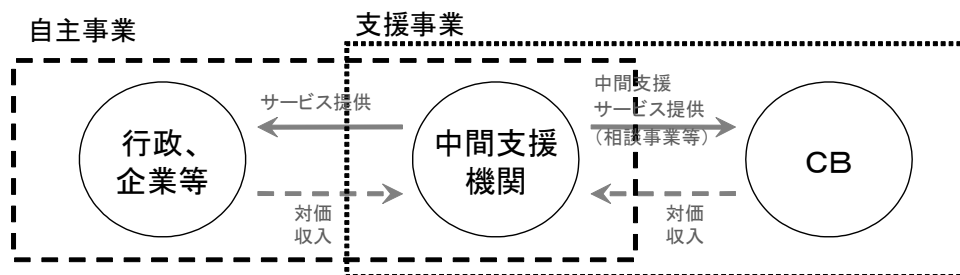 自主事業
支援事業
サービス提供
行政、
企業等
対価
収入
中間支援
機関
中間支援
サービス提供
（相談事業等）
対価
収入
ＣＢ